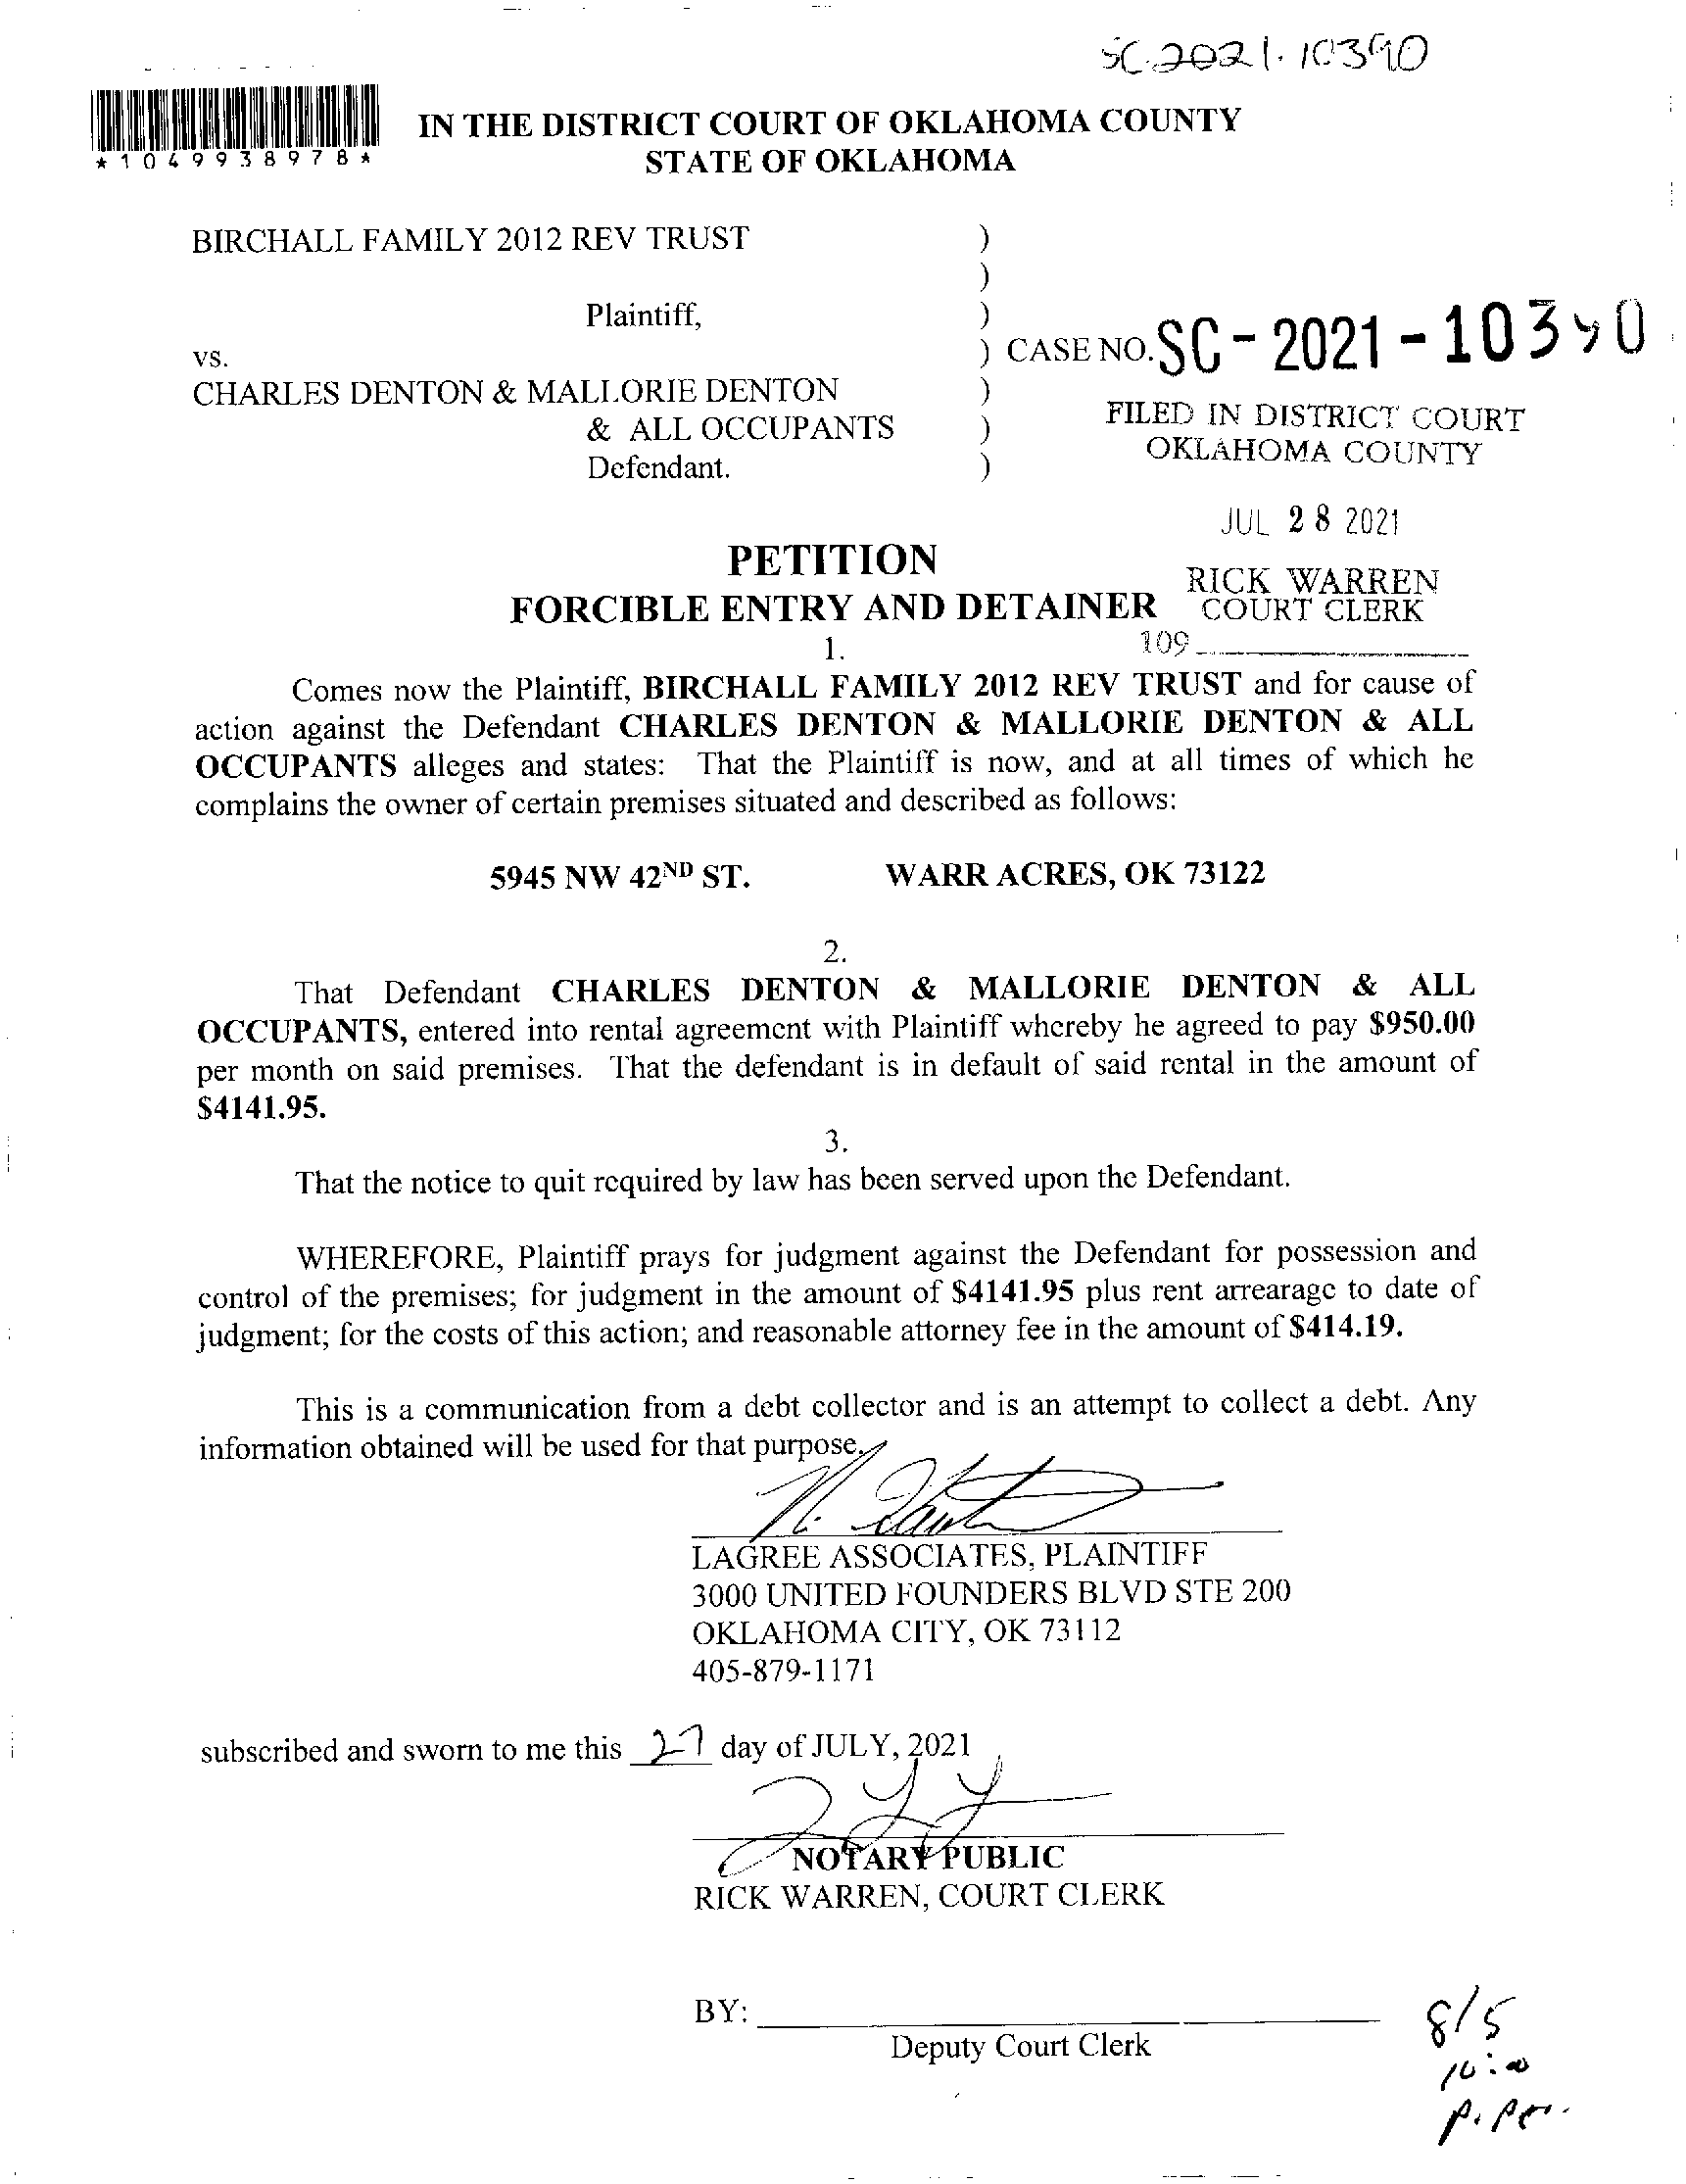 SC.2021.10390
IN THE DISTRICT COURT OF OKLAHOMA COUNTY
*1049938978*
STATE OF OKLAHOMA
BIRCHALL FAMILY 2012 REV TRUST )
)
Plaintiff, )
vs. ) CASE NO. SC-2021-10390
CHARLES DENTON & MALLORIE DENTON )
& ALL OCCUPANTS )
Defendant. )
FILED IN DISTRICT COURT
OKLAHOMA COUNTY
JUL 28 2021
RICK WARREN
COURT CLERK
109
PETITION
FORCIBLE ENTRY AND DETAINER
1.
Comes now the Plaintiff, BIRCHALL FAMILY 2012 REV TRUST and for cause of
action against the Defendant CHARLES DENTON & MALLORIE DENTON & ALL
OCCUPANTS alleges and states: That the Plaintiff is now, and at all times of which he
complains the owner of certain premises situated and described as follows:
5945 NW 42ND ST. WARR ACRES, OK 73122
2.
That Defendant CHARLES DENTON & MALLORIE DENTON & ALL
OCCUPANTS, entered into rental agreement with Plaintiff whereby he agreed to pay $950.00
per month on said premises. That the defendant is in default of said rental in the amount of
$4141.95.
3.
That the notice to quit required by law has been served upon the Defendant.
WHEREFORE, Plaintiff prays for judgment against the Defendant for possession and
control of the premises; for judgment in the amount of $4141.95 plus rent arrearage to date of
judgment; for the costs of this action; and reasonable attorney fee in the amount of $414.19.
This is a communication from a debt collector and is an attempt to collect a debt. Any
information obtained will be used for that purpose.
LAGREE ASSOCIATES, PLAINTIFF
3000 UNITED FOUNDERS BLVD STE 200
OKLAHOMA CITY, OK 73112
405-879-1171
subscribed and sworn to me this 27 day of JULY, 2021
NOTARY PUBLIC
RICK WARREN, COURT CLERK
BY:
Deputy Court Clerk
8/5